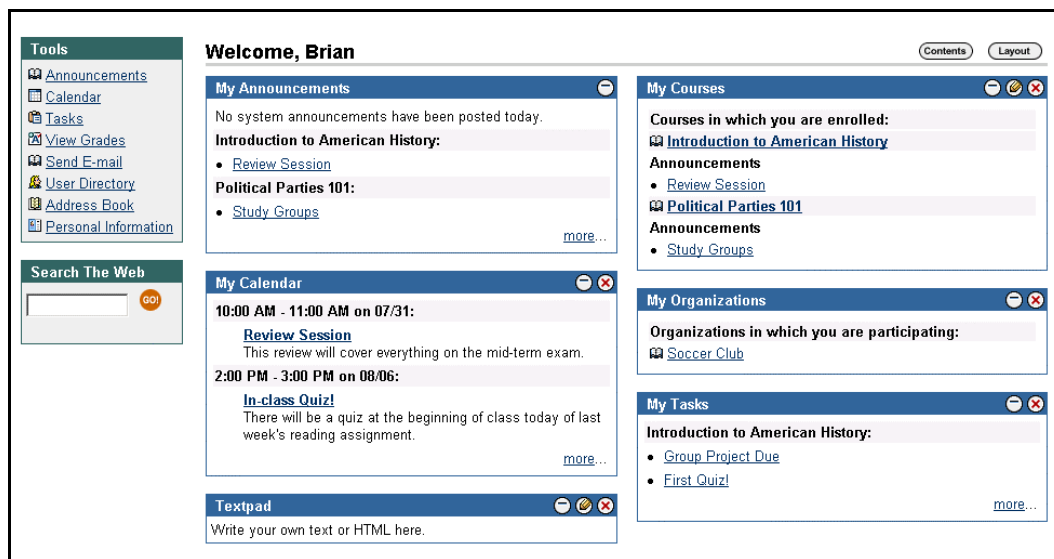 Tools
Announcements
Calendar
Tasks
View Grades
Send E-mail
User Directory
Address Book
Personal Information
Search The Web
GO!
Welcome, Brian
Contents
Layout
My Announcements
No system announcements have been posted today.
Introduction to American History:
Review Session
Political Parties 101:
Study Groups
more...
My Calendar
10:00 AM - 11:00 AM on 07/31:
Review Session
This review will cover everything on the mid-term exam.
2:00 PM - 3:00 PM on 08/06:
In-class Quiz!
There will be a quiz at the beginning of class today of last
week's reading assignment.
more...
Textpad
Write your own text or HTML here.
My Courses
Courses in which you are enrolled:
Introduction to American History
Announcements
Review Session
Political Parties 101
Announcements
Study Groups
My Organizations
Organizations in which you are participating:
Soccer Club
My Tasks
Introduction to American History:
Group Project Due
First Quiz!
more...